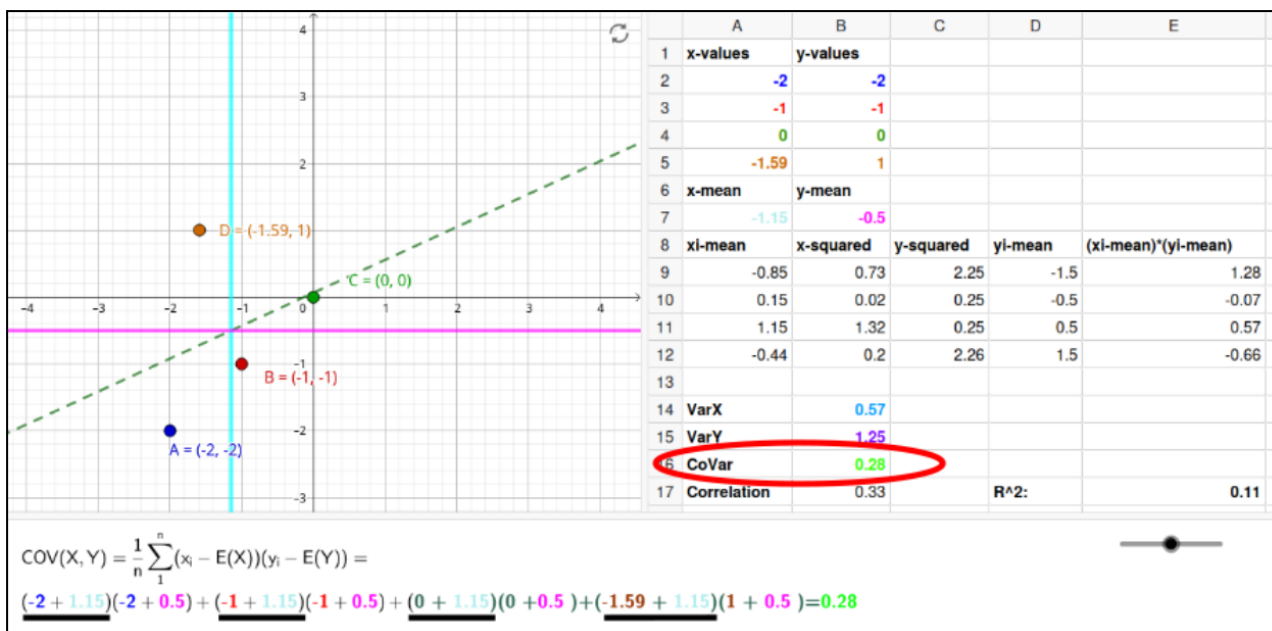 4
3
2
D = (-1.59, 1)
C = (0, 0)
-4 -3 -2 -1 0 1 2 3 4
-1
B = (-1, -1)
-2
A = (-2, -2)
-3
A B C D E
1 x-values y-values
2 -2 -2
3 -1 -1
4 0 0
5 -1.59 1
6 x-mean y-mean
7 -1.15 -0.5
8 xi-mean x-squared y-squared yi-mean (xi-mean)*(yi-mean)
9 -0.85 0.73 2.25 -1.5 1.28
10 0.15 0.02 0.25 -0.5 -0.07
11 1.15 1.32 0.25 0.5 0.57
12 -0.44 0.2 2.26 1.5 -0.66
13
14 VarX 0.57
15 VarY 1.25
16 CoVar 0.28
17 Correlation 0.33 R^2: 0.11
COV(X, Y) = 1/n ∑ n 1 (xᵢ − E(X))(yᵢ − E(Y)) =
(-2 + 1.15)(-2 + 0.5) + (-1 + 1.15)(-1 + 0.5) + (0 + 1.15)(0 +0.5 )+(-1.59 + 1.15)(1 + 0.5 )=0.28